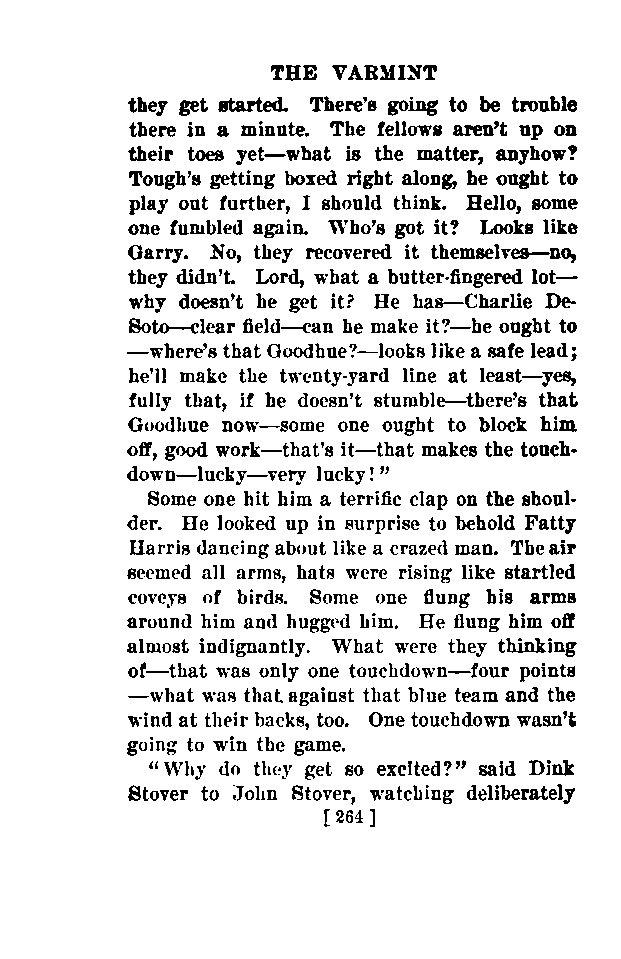 THE VARMINT
they get started. There's going to be trouble
there in a minute. The fellows aren't up on
their toes yet—what is the matter, anyhow?
Tough's getting boxed right along, he ought to
play out further, I should think. Hello, some
one fumbled again. Who's got it? Looks like
Garry. No, they recovered it themselves—no,
they didn't. Lord, what a butter-fingered lot—
why doesn't he get it? He has—Charlie De-
Soto—clear field—can he make it?—he ought to
—where's that Goodhue?—looks like a safe lead;
he'll make the twenty-yard line at least—yes,
fully that, if he doesn't stumble—there's that
Goodhue now—some one ought to block him
off, good work—that's it—that makes the touch-
down—lucky—very lucky!"
Some one hit him a terrific clap on the shoul-
der. He looked up in surprise to behold Fatty
Harris dancing about like a crazed man. The air
seemed all arms, hats were rising like startled
coveys of birds. Some one flung his arms
around him and hugged him. He flung him off
almost indignantly. What were they thinking
of—that was only one touchdown—four points
—what was that against that blue team and the
wind at their backs, too. One touchdown wasn't
going to win the game.
"Why do they get so excited?" said Dink
Stover to John Stover, watching deliberately
[ 264 ]